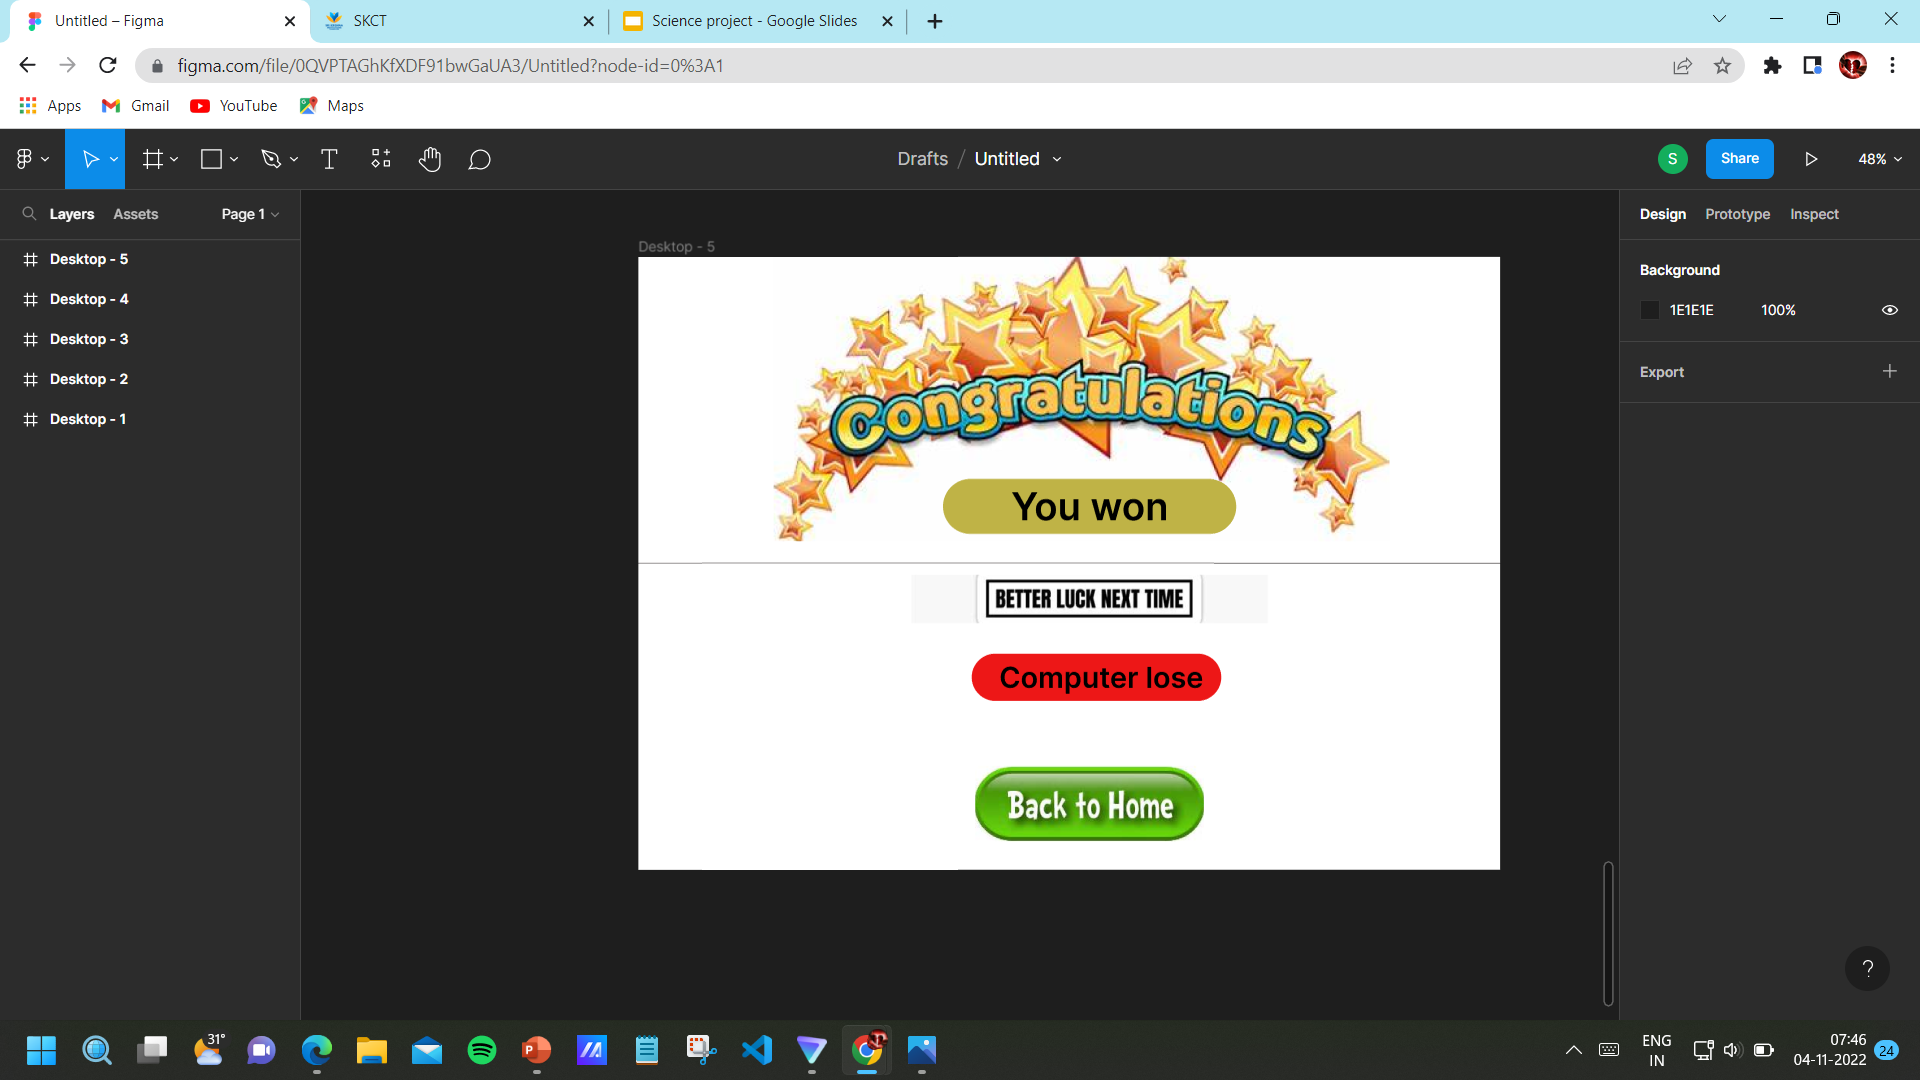 Untitled – Figma
SKCT
Science project - Google Slides
figma.com/file/0QVPTAGhKfXDF91bwGaUA3/Untitled?node-id=0%3A1
Apps
Gmail
YouTube
Maps
Drafts / Untitled
S
Share
48%
Layers
Assets
Page 1
Design
Prototype
Inspect
Desktop - 5
Desktop - 4
Desktop - 3
Desktop - 2
Desktop - 1
Desktop - 5
Congratulations
You won
BETTER LUCK NEXT TIME
Computer lose
Back to Home
Background
1E1E1E
100%
Export
?
31°
ENG
IN
07:46
04-11-2022
24